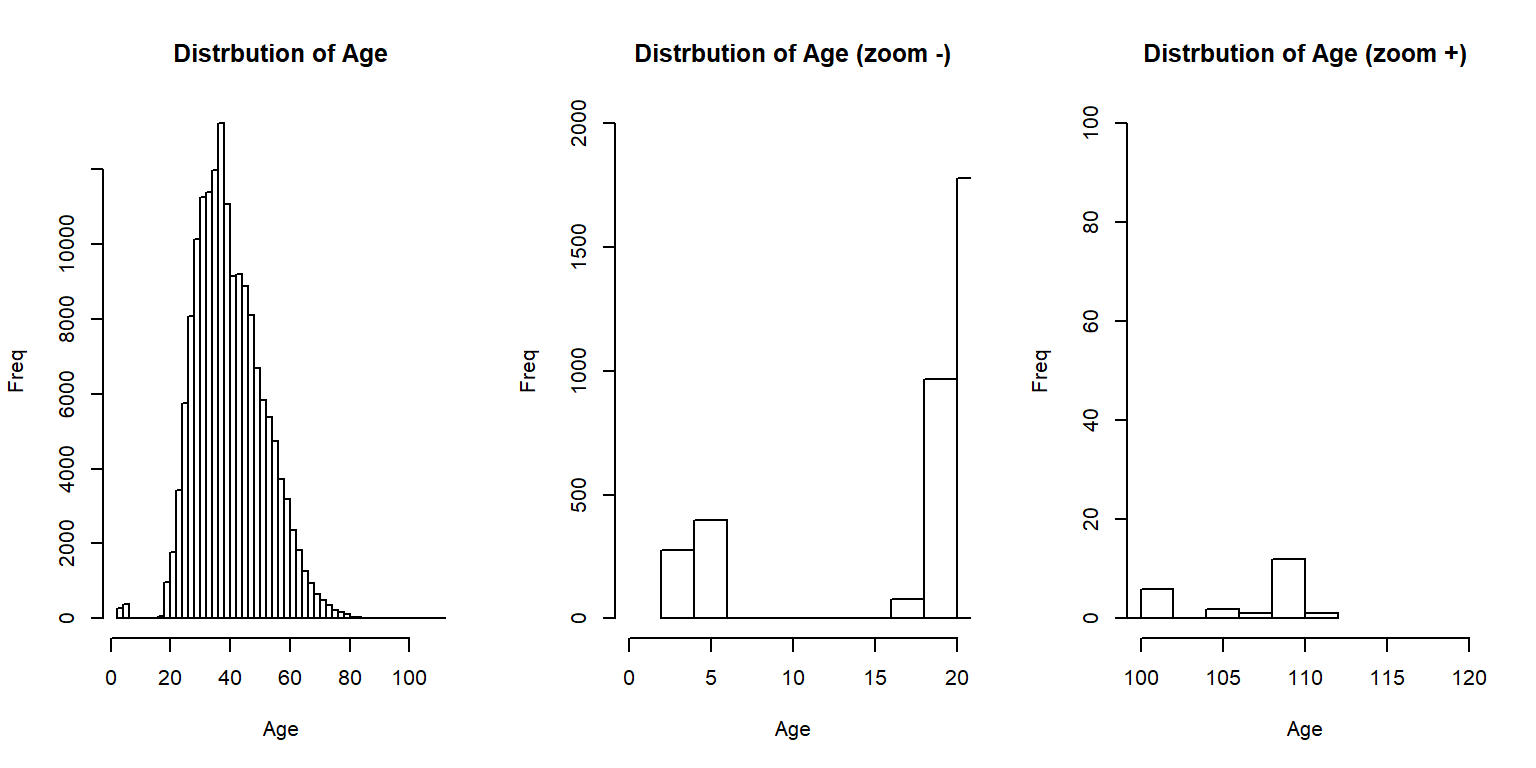 Distrbution of Age
Freq
0
2000
4000
6000
8000
10000
0 20 40 60 80 100
Age
Distrbution of Age (zoom -)
Freq
0
500
1000
1500
2000
0 5 10 15 20
Age
Distrbution of Age (zoom +)
Freq
0
20
40
60
80
100
100 105 110 115 120
Age